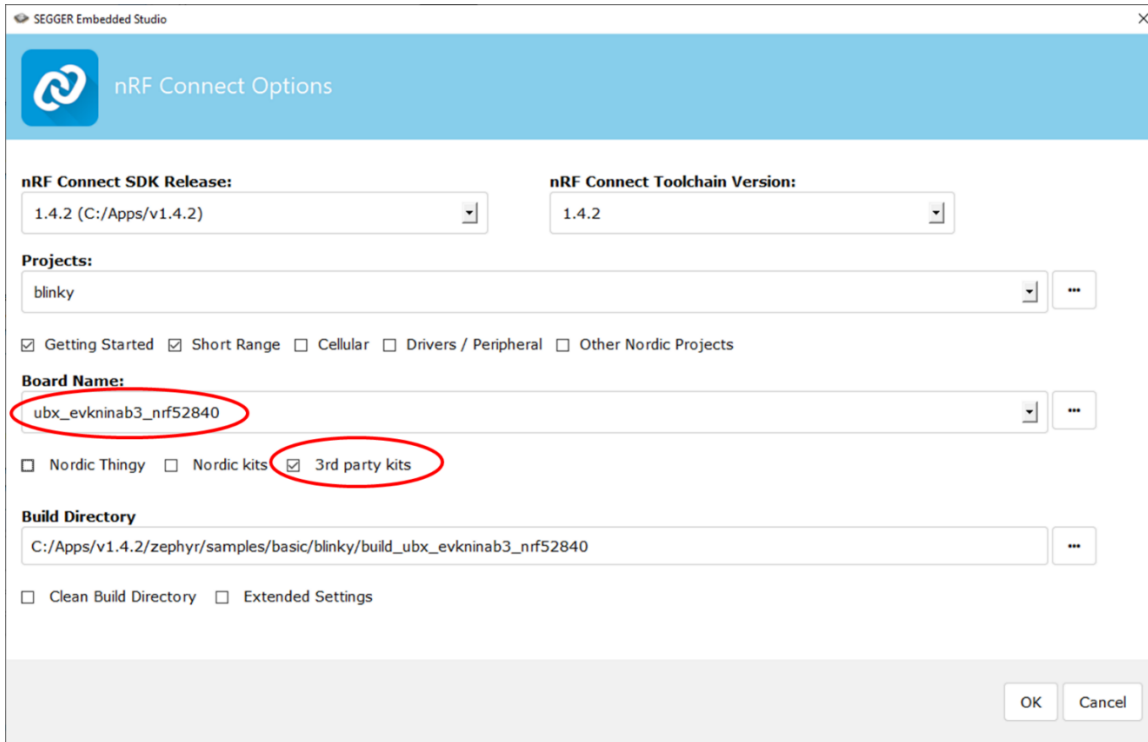 SEGGER Embedded Studio
nRF Connect Options
nRF Connect SDK Release: nRF Connect Toolchain Version:
1.4.2 (C:/Apps/v1.4.2) 1.4.2
Projects:
blinky
Getting Started Short Range Cellular Drivers / Peripheral Other Nordic Projects
Board Name:
ubx_evkninab3_nrf52840
Nordic Thingy Nordic kits 3rd party kits
Build Directory
C:/Apps/v1.4.2/zephyr/samples/basic/blinky/build_ubx_evkninab3_nrf52840
Clean Build Directory Extended Settings
OK Cancel